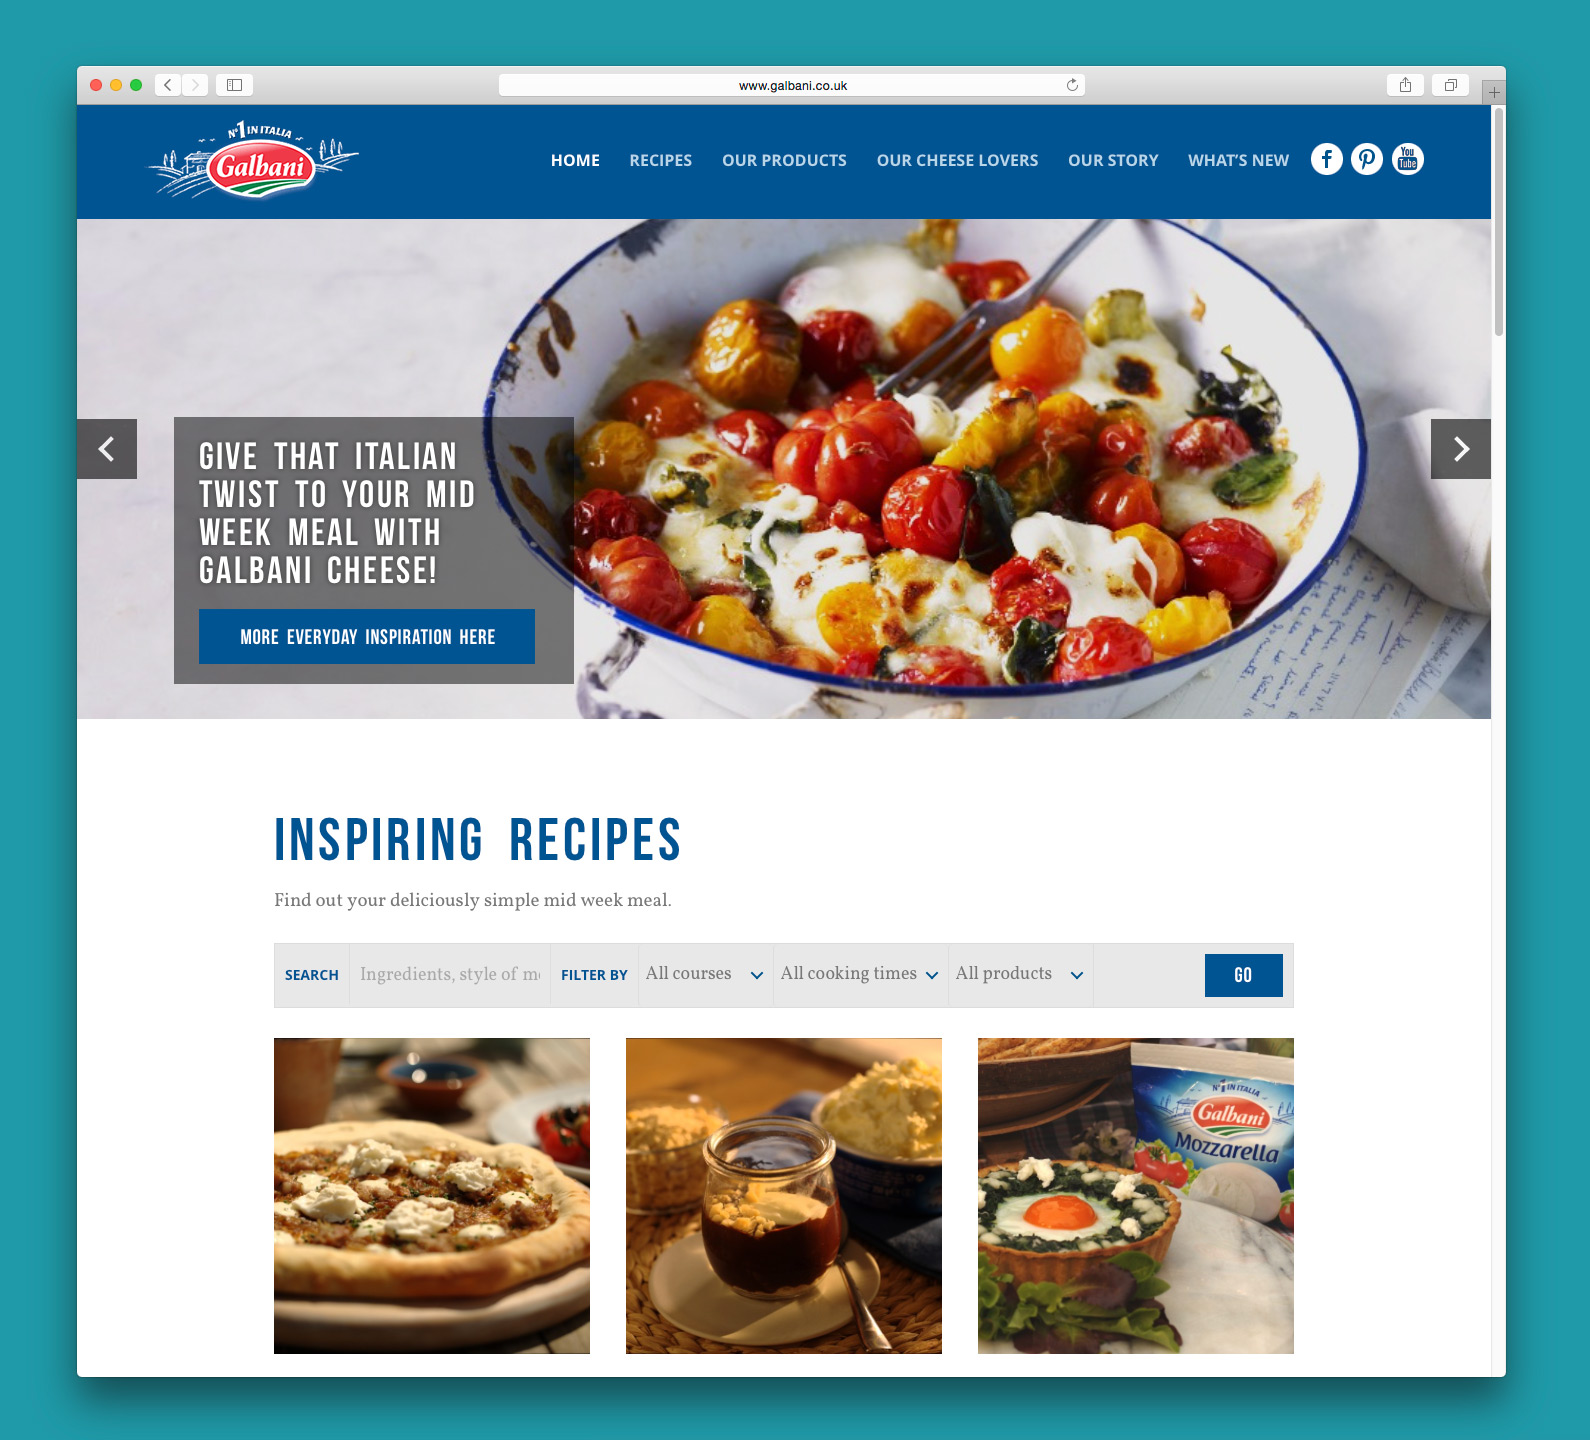 www.galbani.co.uk
N°1 IN ITALIA
Galbani
HOME
RECIPES
OUR PRODUCTS
OUR CHEESE LOVERS
OUR STORY
WHAT'S NEW
You
Tube
GIVE THAT ITALIAN
TWIST TO YOUR MID
WEEK MEAL WITH
GALBANI CHEESE!
MORE EVERYDAY INSPIRATION HERE
INSPIRING RECIPES
Find out your deliciously simple mid week meal.
SEARCH
Ingredients, style of
FILTER BY
All courses
All cooking times
All products
GO
N°1 IN ITALIA
Galbani
Mozzarella